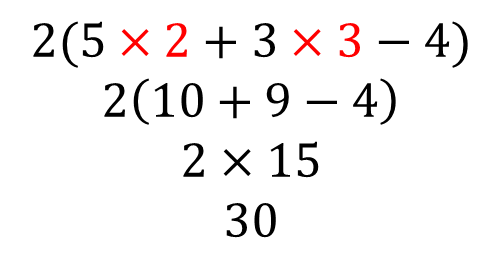 2(5 × 2 + 3 × 3 − 4)
2(10 + 9 − 4)
2 × 15
30